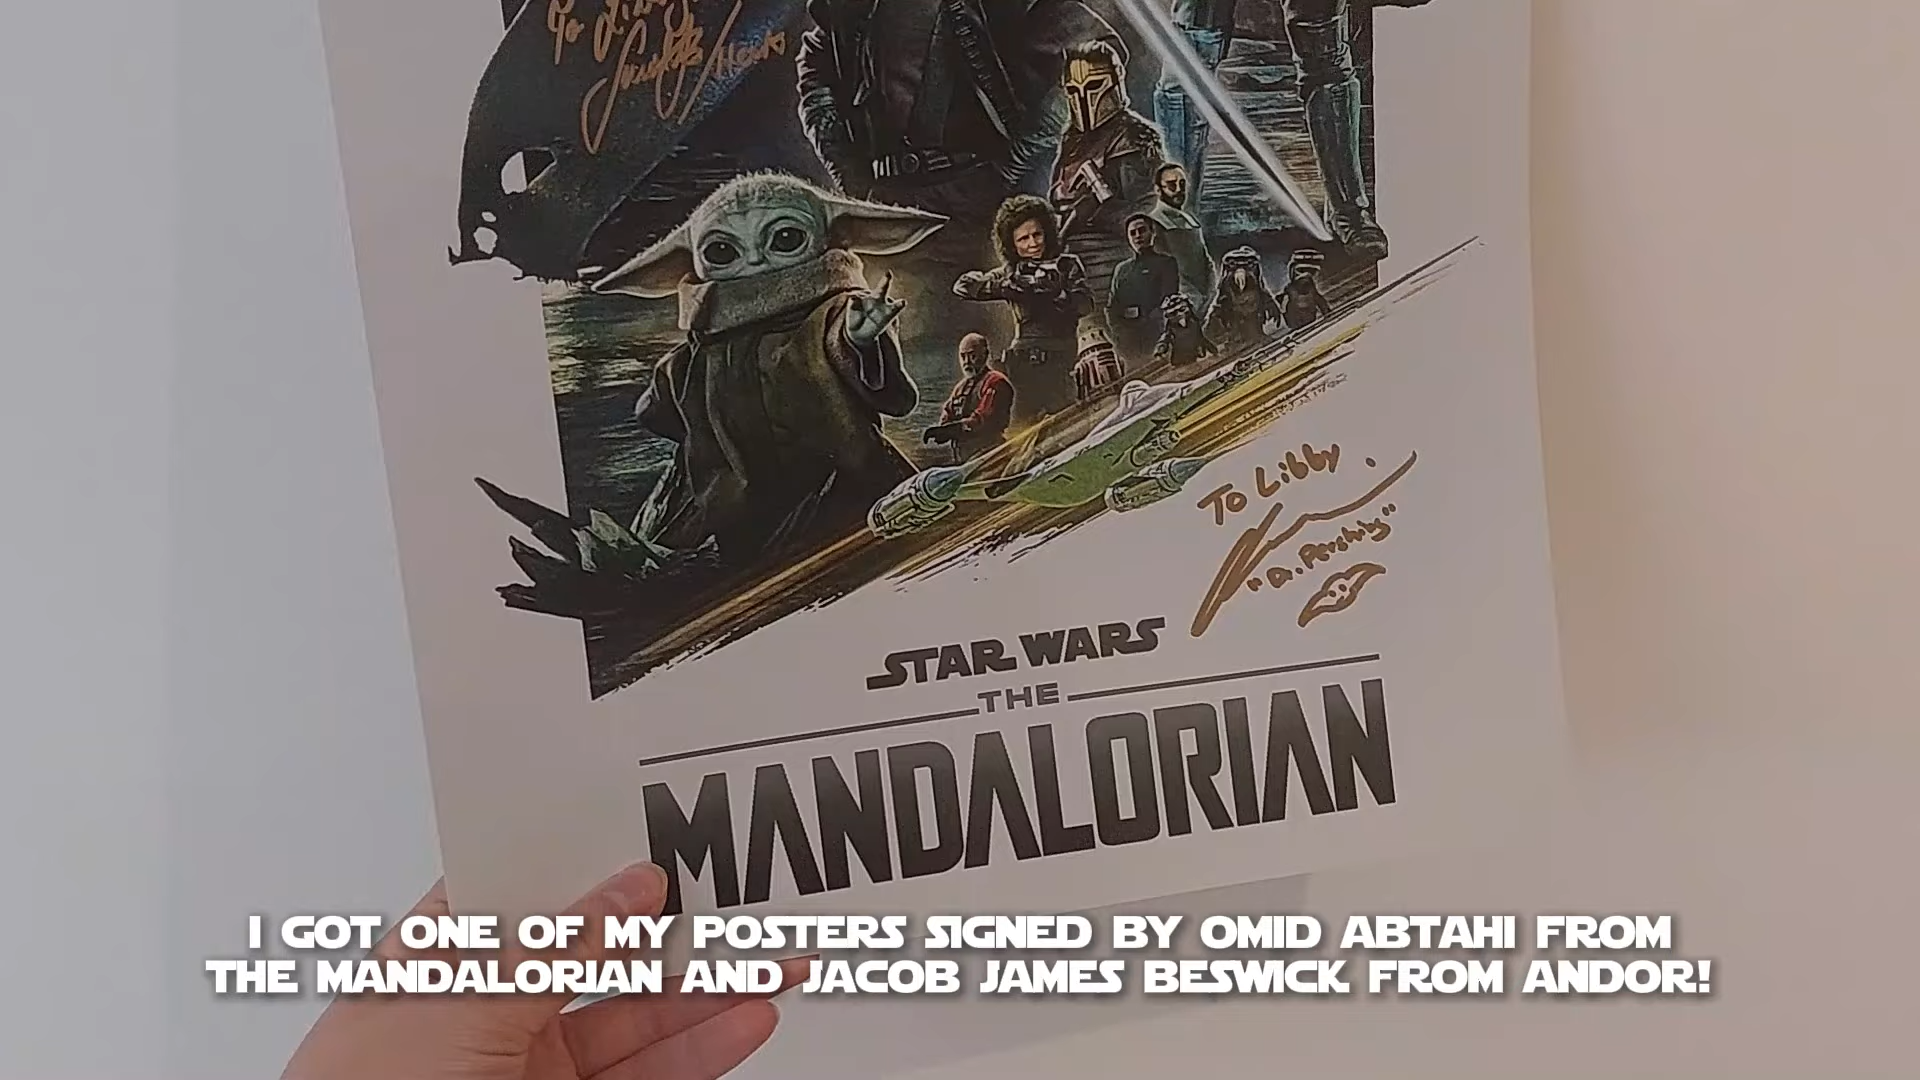 To Libby
"Dr. Pershing"
STAR WARS
THE
MANDALORIAN
I GOT ONE OF MY POSTERS SIGNED BY OMID ABTAHI FROM
THE MANDALORIAN AND JACOB JAMES BESWICK FROM ANDOR!